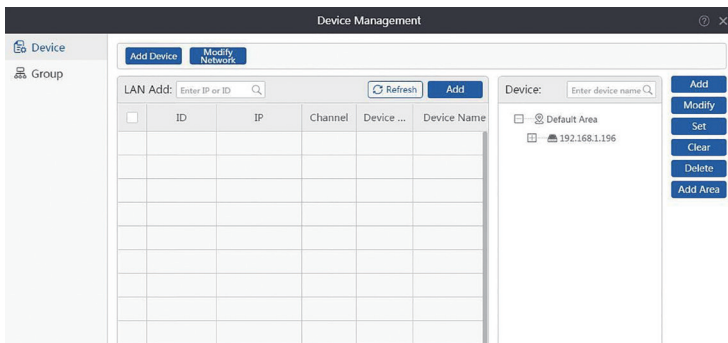 Device Management
Device
Group
Add Device
Modify
Network
LAN Add:
Enter IP or ID
Refresh
Add
ID
IP
Channel
Device ...
Device Name
Device:
Enter device name
Default Area
192.168.1.196
Add
Modify
Set
Clear
Delete
Add Area